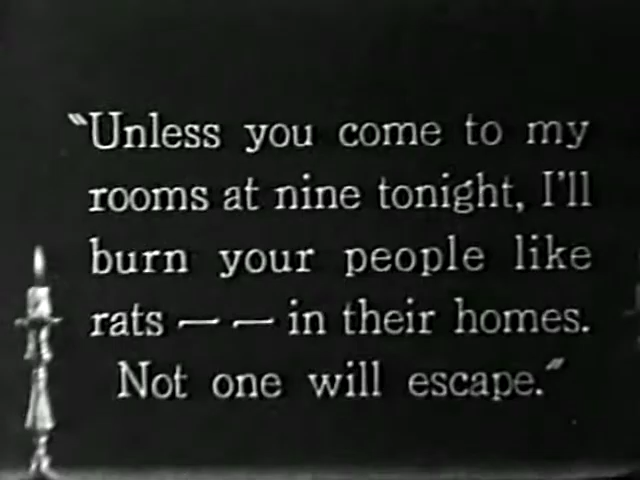 "Unless you come to my
rooms at nine tonight, I'll
burn your people like
rats — — in their homes.
Not one will escape."